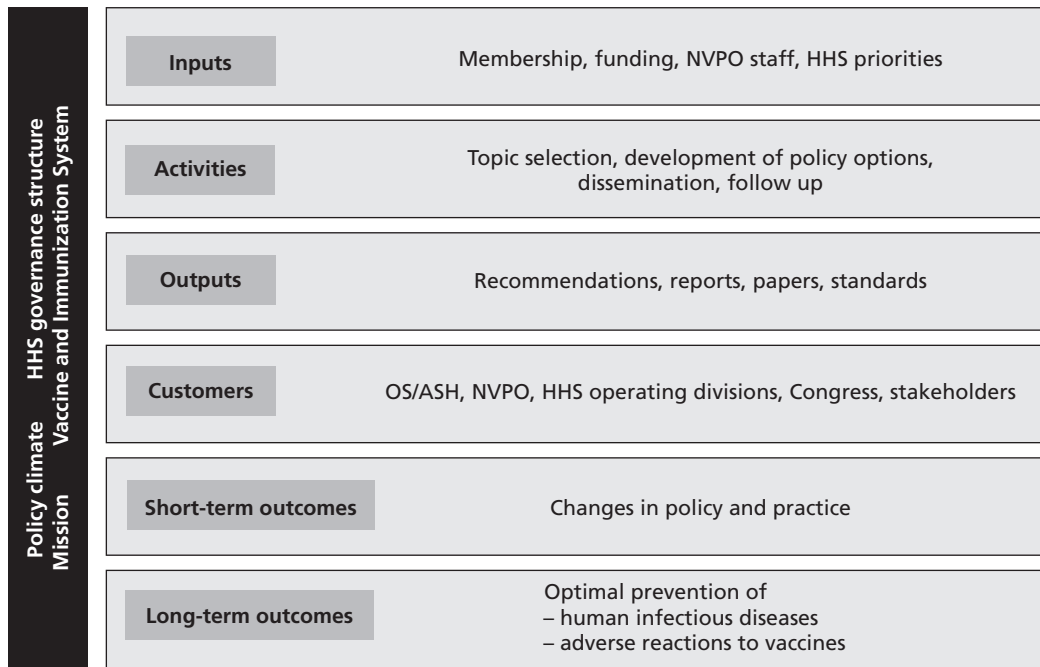 Policy climate HHS governance structure
Mission Vaccine and Immunization System
Inputs
Membership, funding, NVPO staff, HHS priorities
Activities
Topic selection, development of policy options,
dissemination, follow up
Outputs
Recommendations, reports, papers, standards
Customers
OS/ASH, NVPO, HHS operating divisions, Congress, stakeholders
Short-term outcomes
Changes in policy and practice
Long-term outcomes
Optimal prevention of
– human infectious diseases
– adverse reactions to vaccines